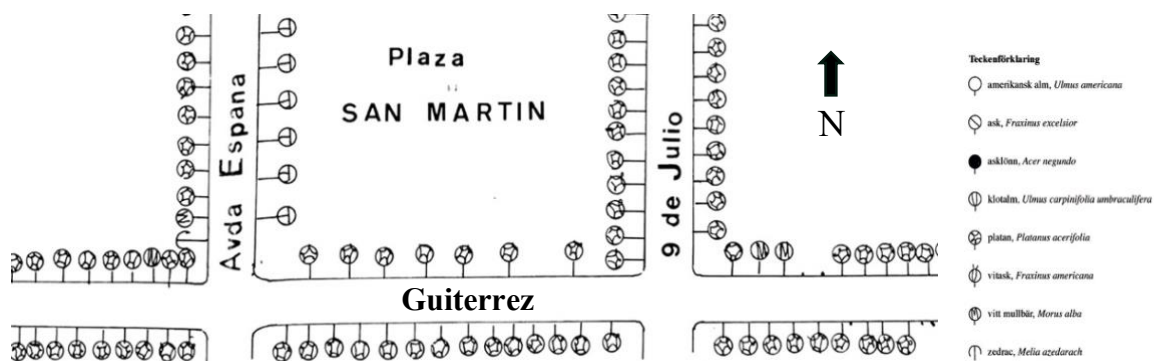 Plaza
SAN MARTIN
Avda Espana
9 de Julio
N
Guiterrez
Teckenförklaring
amerikansk alm, Ulmus americana
ask, Fraxinus excelsior
asklönn, Acer negundo
klotalm, Ulmus carpinifolia umbraculifera
platan, Platanus acerifolia
vitask, Fraxinus americana
vitt mullbär, Morus alba
zedrac, Melia azedarach